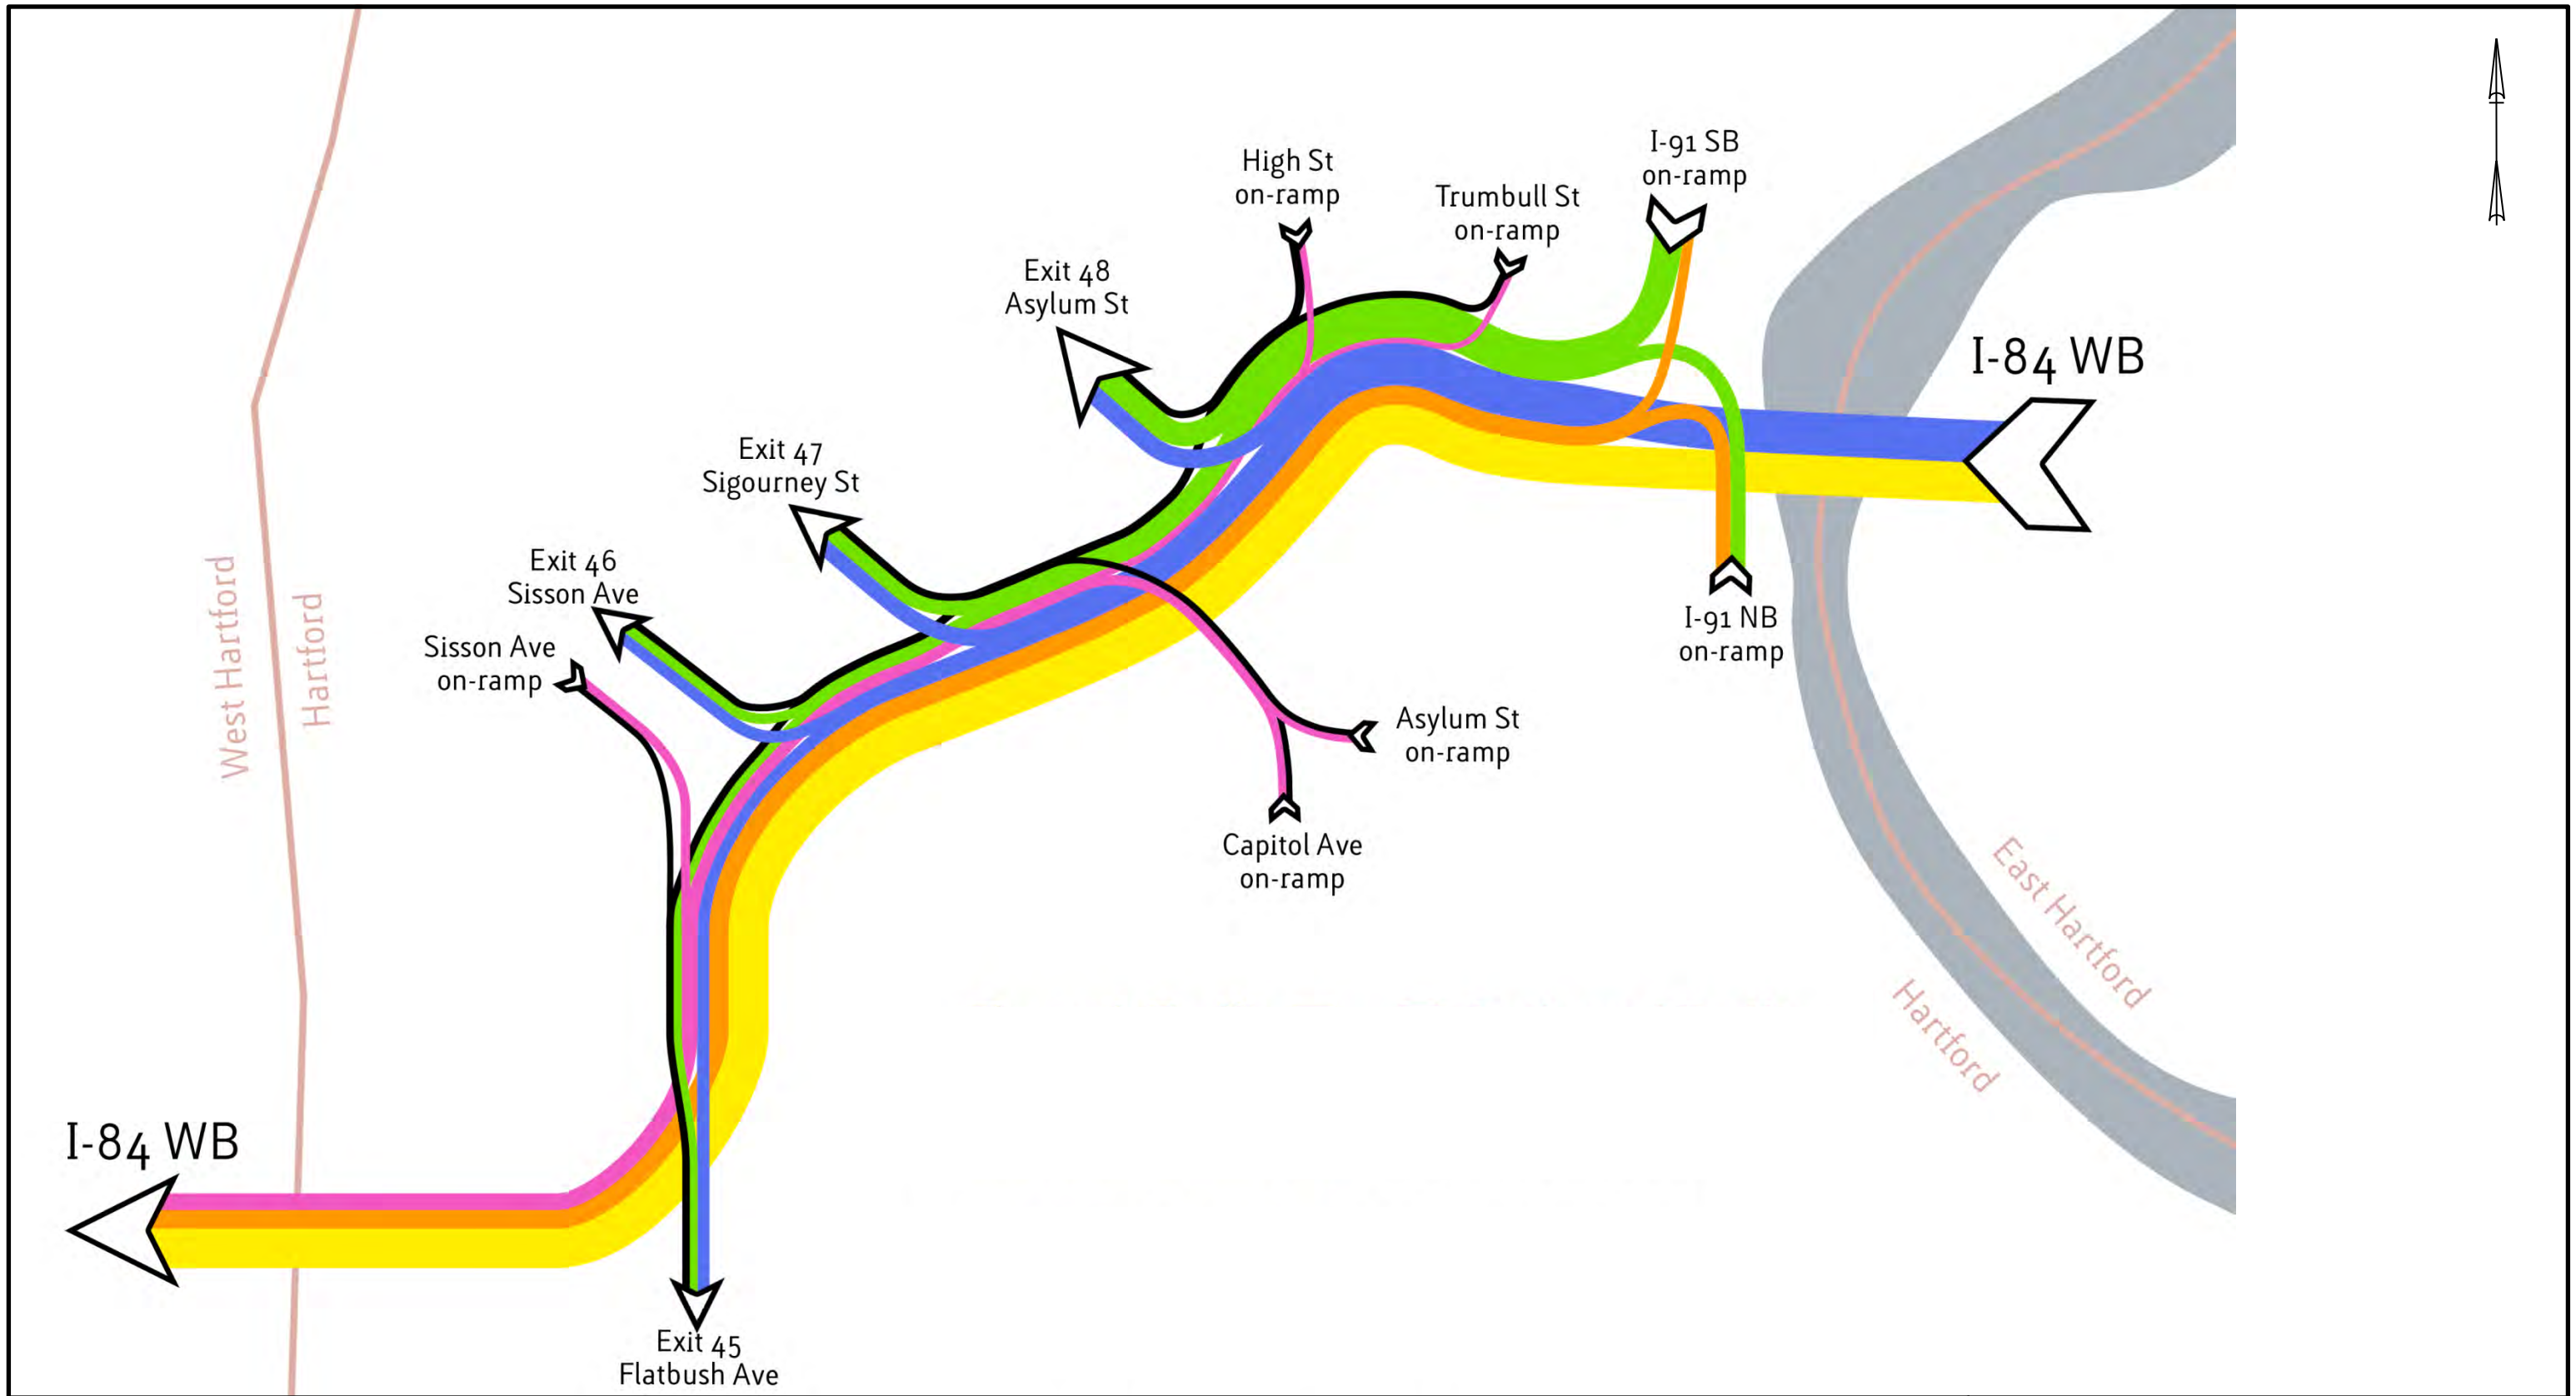 I-91 SB
on-ramp
High St
on-ramp
Trumbull St
on-ramp
Exit 48
Asylum St
I-84 WB
Exit 47
Sigourney St
Exit 46
Sisson Ave
Sisson Ave
on-ramp
I-91 NB
on-ramp
West Hartford
Hartford
Asylum St
on-ramp
Capitol Ave
on-ramp
East Hartford
Hartford
I-84 WB
Exit 45
Flatbush Ave